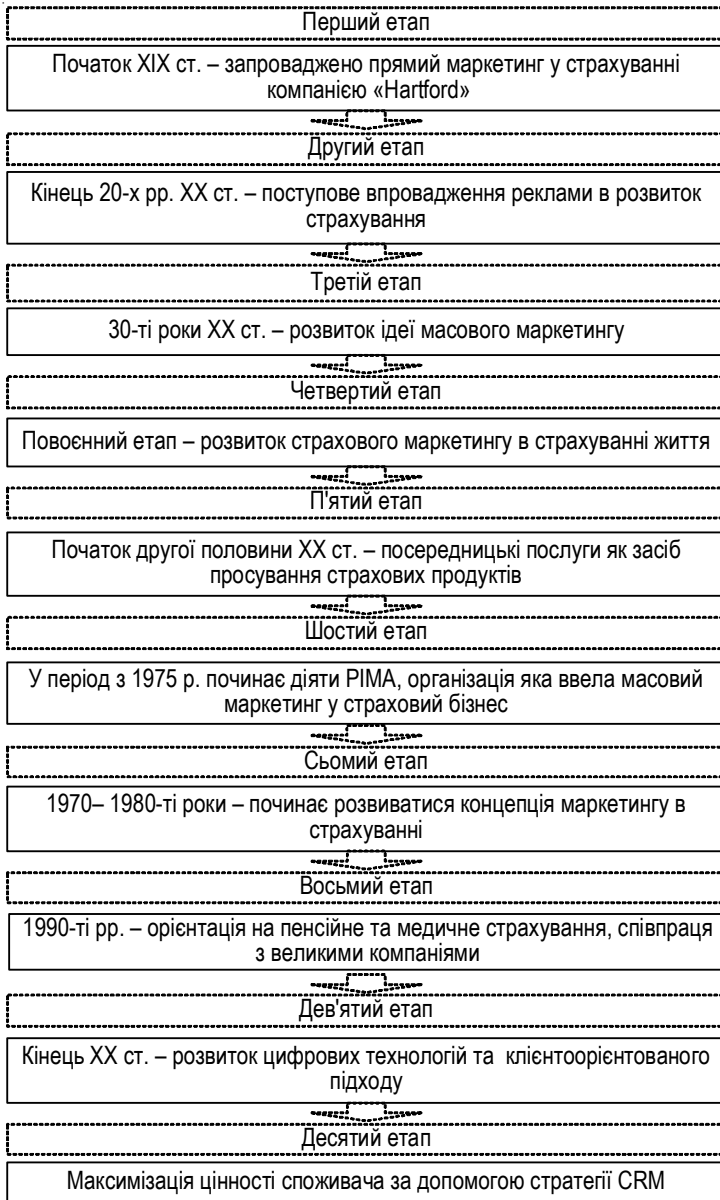 Перший етап
Початок ХІХ ст. – запроваджено прямий маркетинг у страхуванні
компанією «Hartford»
Другий етап
Кінець 20-х рр. ХХ ст. – поступове впровадження реклами в розвиток
страхування
Третій етап
30-ті роки ХХ ст. – розвиток ідеї масового маркетингу
Четвертий етап
Повоєнний етап – розвиток страхового маркетингу в страхуванні життя
П'ятий етап
Початок другої половини ХХ ст. – посередницькі послуги як засіб
просування страхових продуктів
Шостий етап
У період з 1975 р. починає діяти PIMA, організація яка ввела масовий
маркетинг у страховий бізнес
Сьомий етап
1970– 1980-ті роки – починає розвиватися концепція маркетингу в
страхуванні
Восьмий етап
1990-ті рр. – орієнтація на пенсійне та медичне страхування, співпраця
з великими компаніями
Дев'ятий етап
Кінець ХХ ст. – розвиток цифрових технологій та клієнтоорієнтованого
підходу
Десятий етап
Максимізація цінності споживача за допомогою стратегії CRM